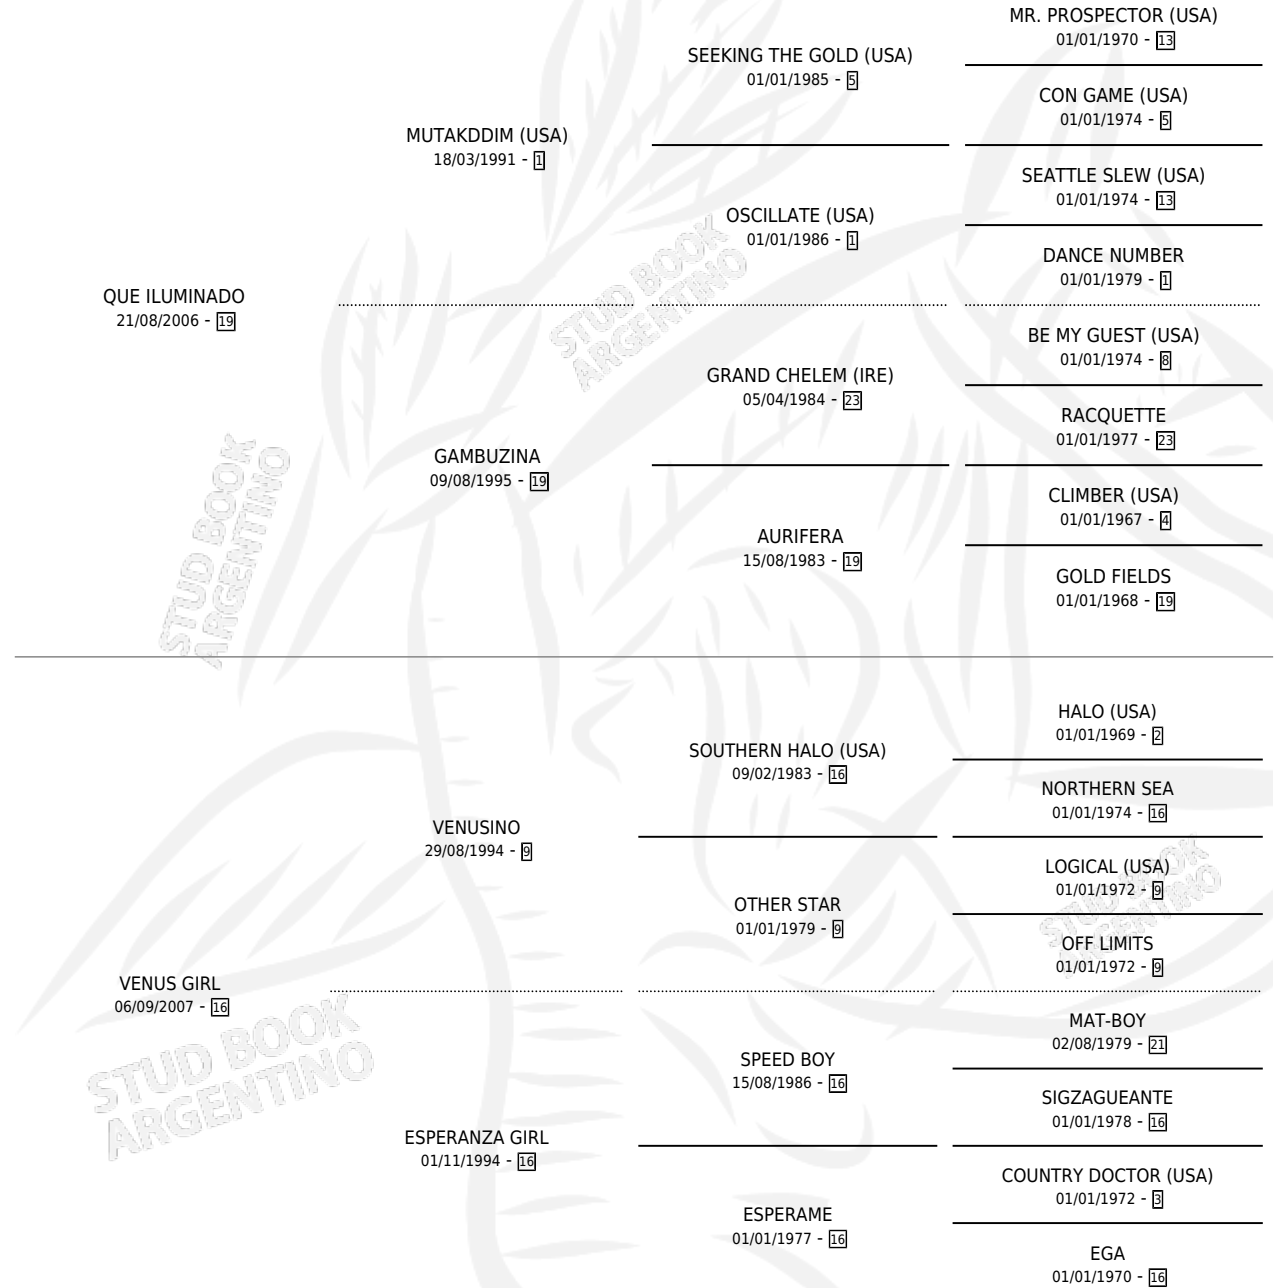 MR. PROSPECTOR (USA)
01/01/1970 - 13
SEEKING THE GOLD (USA)
01/01/1985 - 5
CON GAME (USA)
01/01/1974 - 5
MUTAKDDIM (USA)
18/03/1991 - 1
SEATTLE SLEW (USA)
01/01/1974 - 13
OSCILLATE (USA)
01/01/1986 - 1
DANCE NUMBER
01/01/1979 - 1
QUE ILUMINADO
21/08/2006 - 19
STUD BOOK
ARGENTINO
BE MY GUEST (USA)
01/01/1974 - 8
GRAND CHELEM (IRE)
05/04/1984 - 23
RACQUETTE
01/01/1977 - 23
GAMBUZINA
09/08/1995 - 19
CLIMBER (USA)
01/01/1967 - 4
AURIFERA
15/08/1983 - 19
GOLD FIELDS
01/01/1968 - 19
STUD BOOK
ARGENTINO
HALO (USA)
01/01/1969 - 2
SOUTHERN HALO (USA)
09/02/1983 - 16
NORTHERN SEA
01/01/1974 - 16
VENUSINO
29/08/1994 - 9
LOGICAL (USA)
01/01/1972 - 9
OTHER STAR
01/01/1979 - 9
OFF LIMITS
01/01/1972 - 9
STUD BOOK
ARGENTINO
VENUS GIRL
06/09/2007 - 16
MAT-BOY
02/08/1979 - 21
SPEED BOY
15/08/1986 - 16
SIGZAGUEANTE
01/01/1978 - 16
STUD BOOK
ARGENTINO
ESPERANZA GIRL
01/11/1994 - 16
COUNTRY DOCTOR (USA)
01/01/1972 - 3
ESPERAME
01/01/1977 - 16
EGA
01/01/1970 - 16